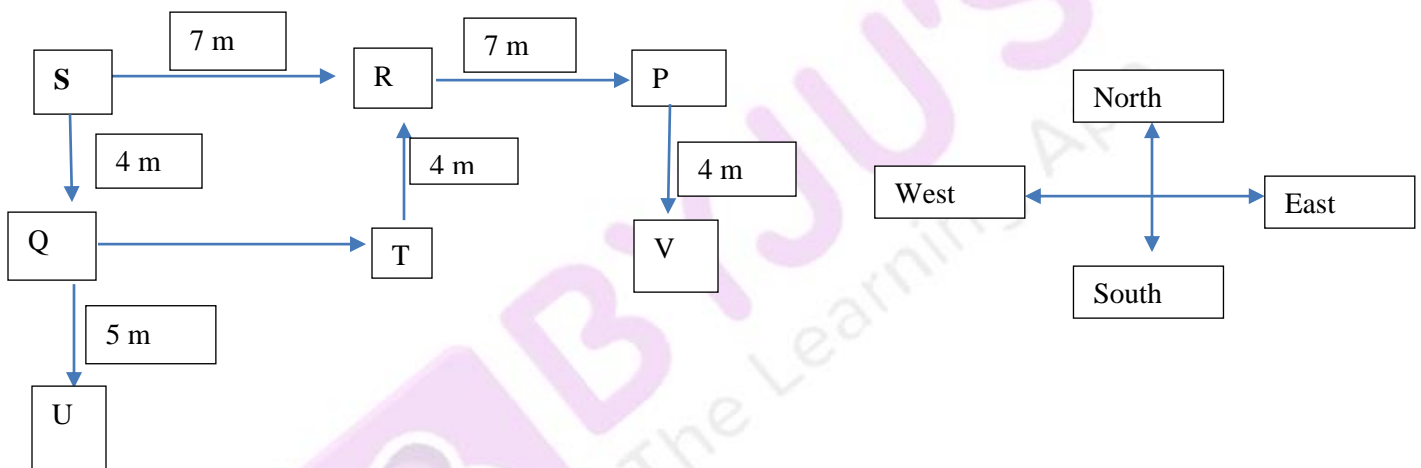 7 m
7 m
S
R
P
North
4 m
4 m
4 m
West
East
Q
T
V
South
5 m
U
BYJU'S
The Learning App